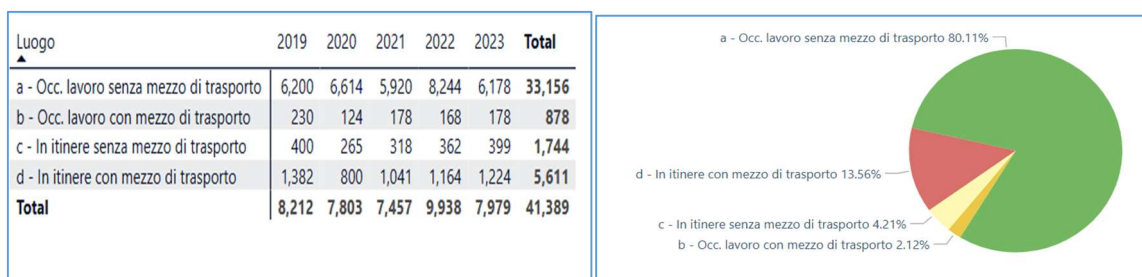 Luogo 2019 2020 2021 2022 2023 Total
a - Occ. lavoro senza mezzo di trasporto 6,200 6,614 5,920 8,244 6,178 33,156
b - Occ. lavoro con mezzo di trasporto 230 124 178 168 178 878
c - In itinere senza mezzo di trasporto 400 265 318 362 399 1,744
d - In itinere con mezzo di trasporto 1,382 800 1,041 1,164 1,224 5,611
Total 8,212 7,803 7,457 9,938 7,979 41,389
a - Occ. lavoro senza mezzo di trasporto 80.11%
d - In itinere con mezzo di trasporto 13.56%
c - In itinere senza mezzo di trasporto 4.21%
b - Occ. lavoro con mezzo di trasporto 2.12%